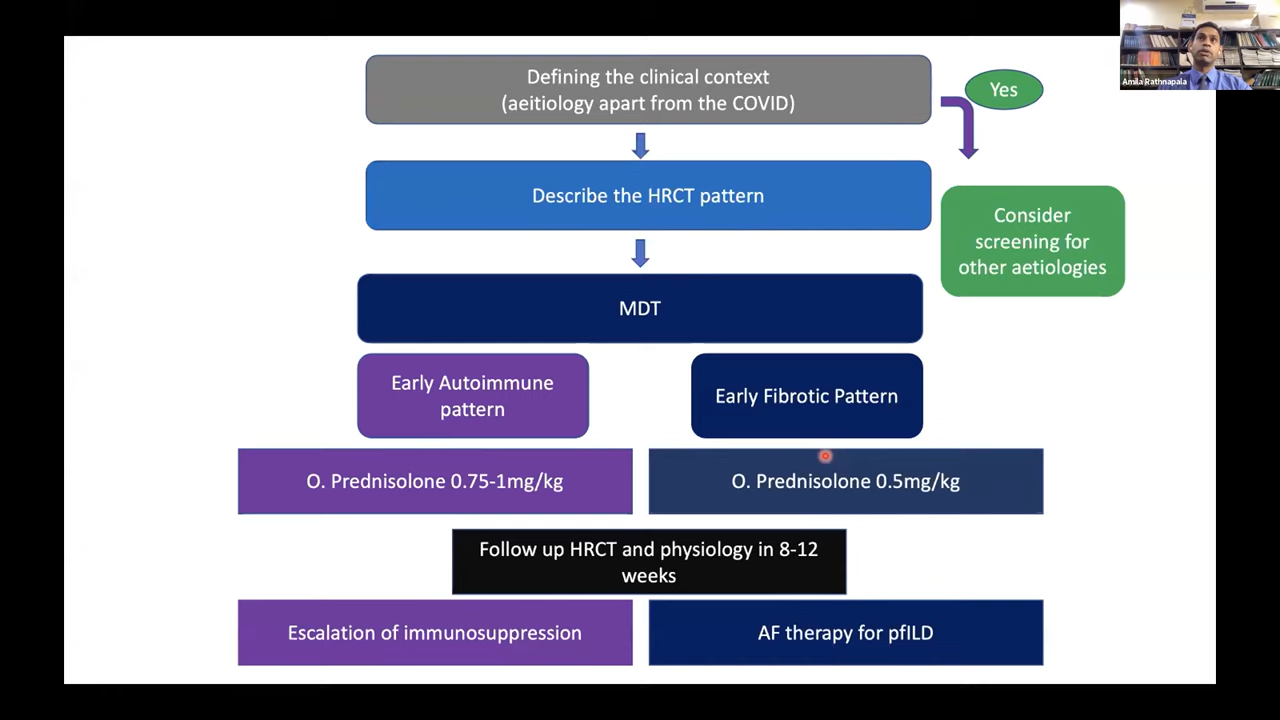 Defining the clinical context
(aeitiology apart from the COVID)
Yes
Describe the HRCT pattern
Consider
screening for
other aetiologies
MDT
Early Autoimmune
pattern
Early Fibrotic Pattern
O. Prednisolone 0.75-1mg/kg
O. Prednisolone 0.5mg/kg
Follow up HRCT and physiology in 8-12
weeks
Escalation of immunosuppression
AF therapy for pfILD
Amila Rathnapala